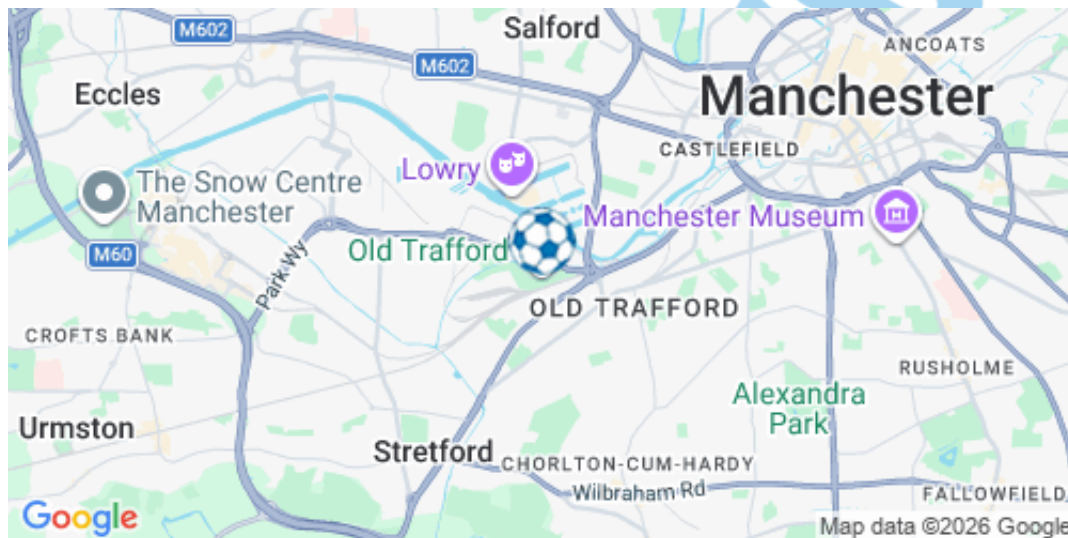 M602
Salford
ANCOATS
M602
Eccles
Manchester
CASTLEFIELD
Lowry
The Snow Centre
Manchester
Manchester Museum
M60
Park Wy
Old Trafford
OLD TRAFFORD
CROFTS BANK
RUSHOLME
Alexandra
Park
Urmston
Stretford
CHORLTON-CUM-HARDY
Wilbraham Rd
FALLOWFIELD
Google
Map data ©2026 Google